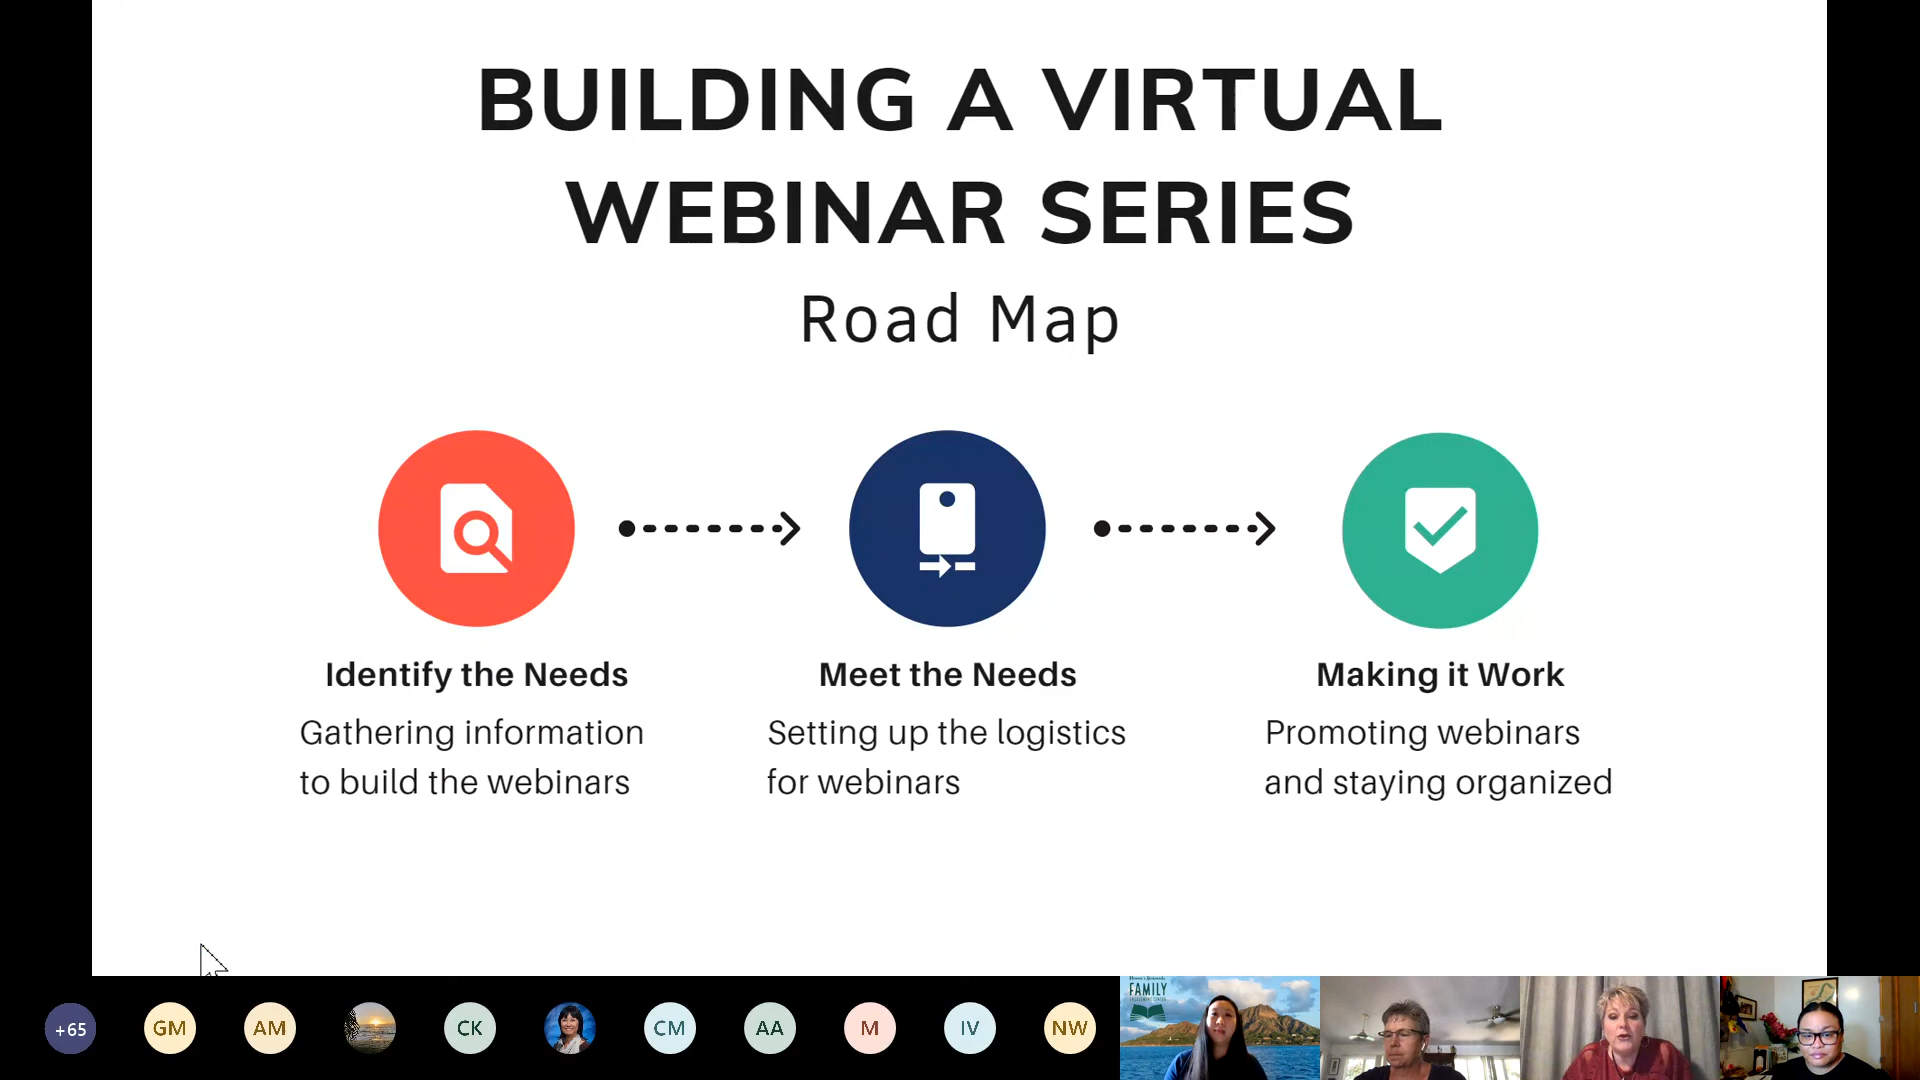 BUILDING A VIRTUAL
WEBINAR SERIES
Road Map
Identify the Needs
Gathering information
to build the webinars
Meet the Needs
Setting up the logistics
for webinars
Making it Work
Promoting webinars
and staying organized
+65
GM
AM
CK
CM
AA
M
IV
NW
FAMILY